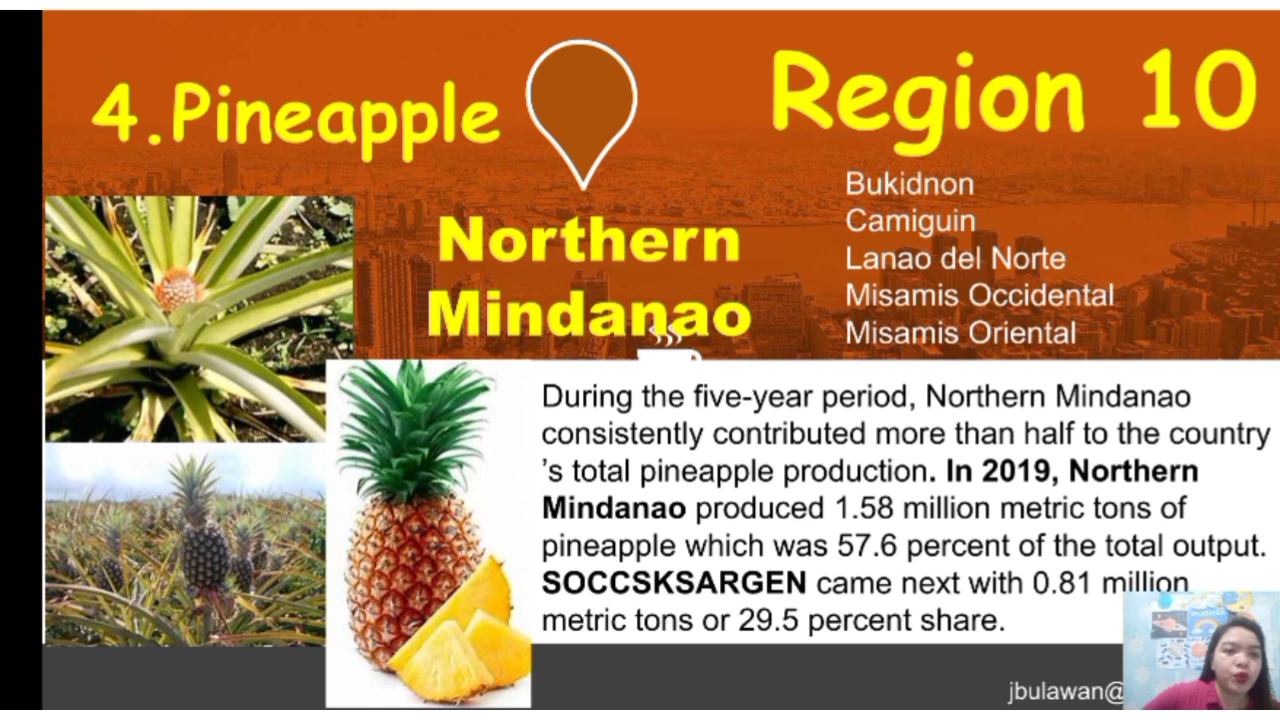 4.Pineapple
Region 10
Northern
Mindanao
Bukidnon
Camiguin
Lanao del Norte
Misamis Occidental
Misamis Oriental
During the five-year period, Northern Mindanao
consistently contributed more than half to the country
’s total pineapple production. In 2019, Northern
Mindanao produced 1.58 million metric tons of
pineapple which was 57.6 percent of the total output.
SOCCSKSARGEN came next with 0.81 million
metric tons or 29.5 percent share.
jbulawan@